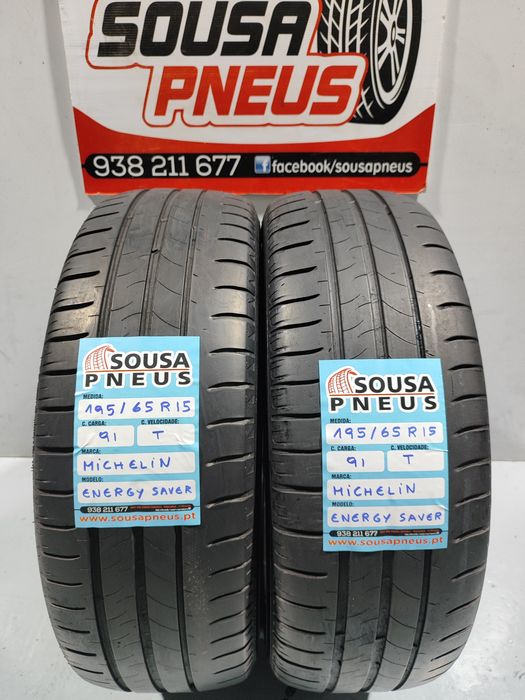 SOUSA
PNEUS
938 211 677
facebook/sousapneus
SOUSA
PNEUS
MEDIDA:
195/65 R15
C. CARGA:
C. VELOCIDADE:
91
T
MARCA:
MICHELIN
MODELO:
ENERGY SAVER
938 211 677
www.sousapneus.pt
SOUSA
PNEUS
MEDIDA:
195/65 R15
C. CARGA:
C. VELOCIDADE:
91
T
MARCA:
MICHELIN
MODELO:
ENERGY SAVER
938 211 677
www.sousapneus.pt